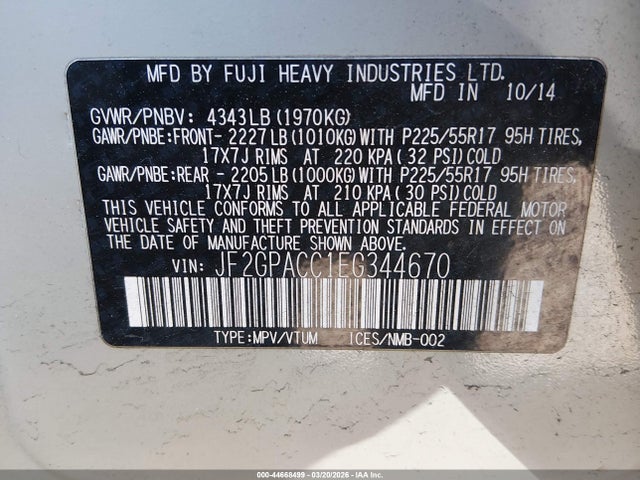 MFD BY FUJI HEAVY INDUSTRIES LTD.
MFD IN 10/14
GVWR/PNBV: 4343LB (1970KG)
GAWR/PNBE:FRONT- 2227LB (1010KG) WITH P225/55R17 95H TIRES,
17X7J RIMS AT 220 KPA ( 32 PSI) COLD
GAWR/PNBE:REAR - 2205LB (1000KG) WITH P225/55R17 95H TIRES,
17X7J RIMS AT 210 KPA ( 30 PSI) COLD
THIS VEHICLE CONFORMS TO ALL APPLICABLE FEDERAL MOTOR
VEHICLE SAFETY AND THEFT PREVENTION STANDARDS IN EFFECT
ON THE DATE OF MANUFACTURE SHOWN ABOVE.
VIN: JF2GPACC1EG344670
TYPE:MPV/VTUM ICES/NMB-002
000-44668499 - 03/20/2026 - IAAI.COM